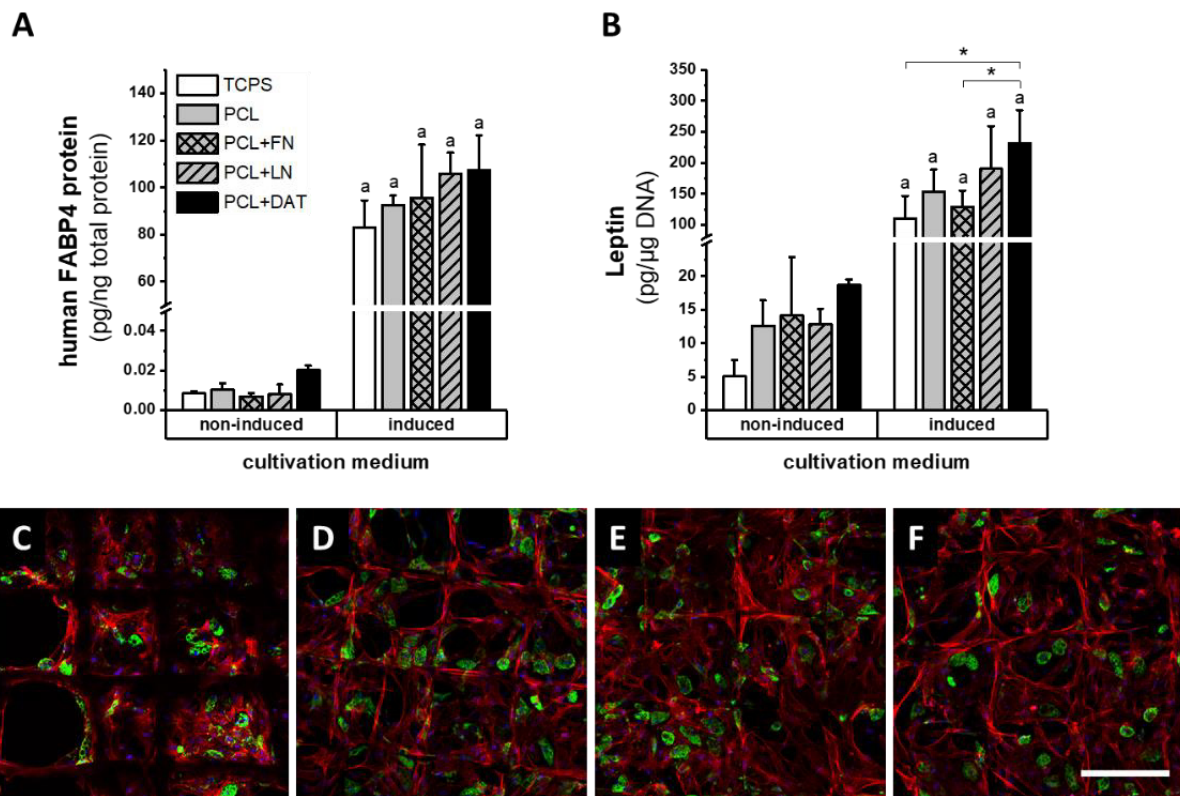 A
human FABP4 protein
(pg/ng total protein)
140
120
100
80
60
0.04
0.02
0.00
TCPS
PCL
PCL+FN
PCL+LN
PCL+DAT
a
a
a
a
a
non-induced
induced
cultivation medium
B
Leptin
(pg/µg DNA)
350
300
250
200
150
100
20
15
10
5
0
*
*
a
a
a
a
a
non-induced
induced
cultivation medium
C
D
E
F